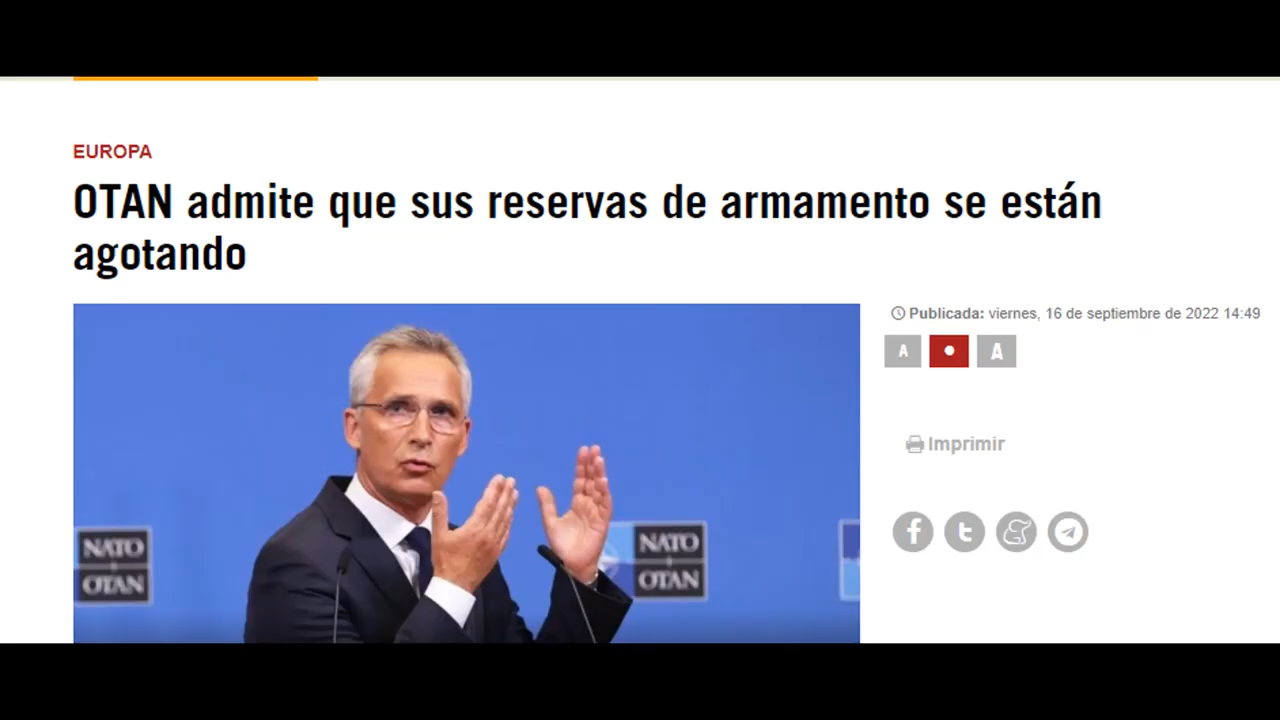 EUROPA
OTAN admite que sus reservas de armamento se están
agotando
Publicada: viernes, 16 de septiembre de 2022 14:49
A A
Imprimir
NATO
OTAN
NATO
OTAN